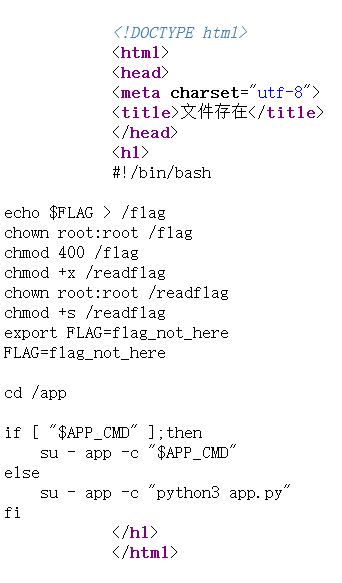 <!DOCTYPE html>
<html>
<head>
<meta charset="utf-8">
<title>文件存在</title>
</head>
<h1>
#!/bin/bash
echo $FLAG > /flag
chown root:root /flag
chmod 400 /flag
chmod +x /readflag
chown root:root /readflag
chmod +s /readflag
export FLAG=flag_not_here
FLAG=flag_not_here
cd /app
if [ "$APP_CMD" ];then
su - app -c "$APP_CMD"
else
su - app -c "python3 app.py"
fi
</h1>
</html>